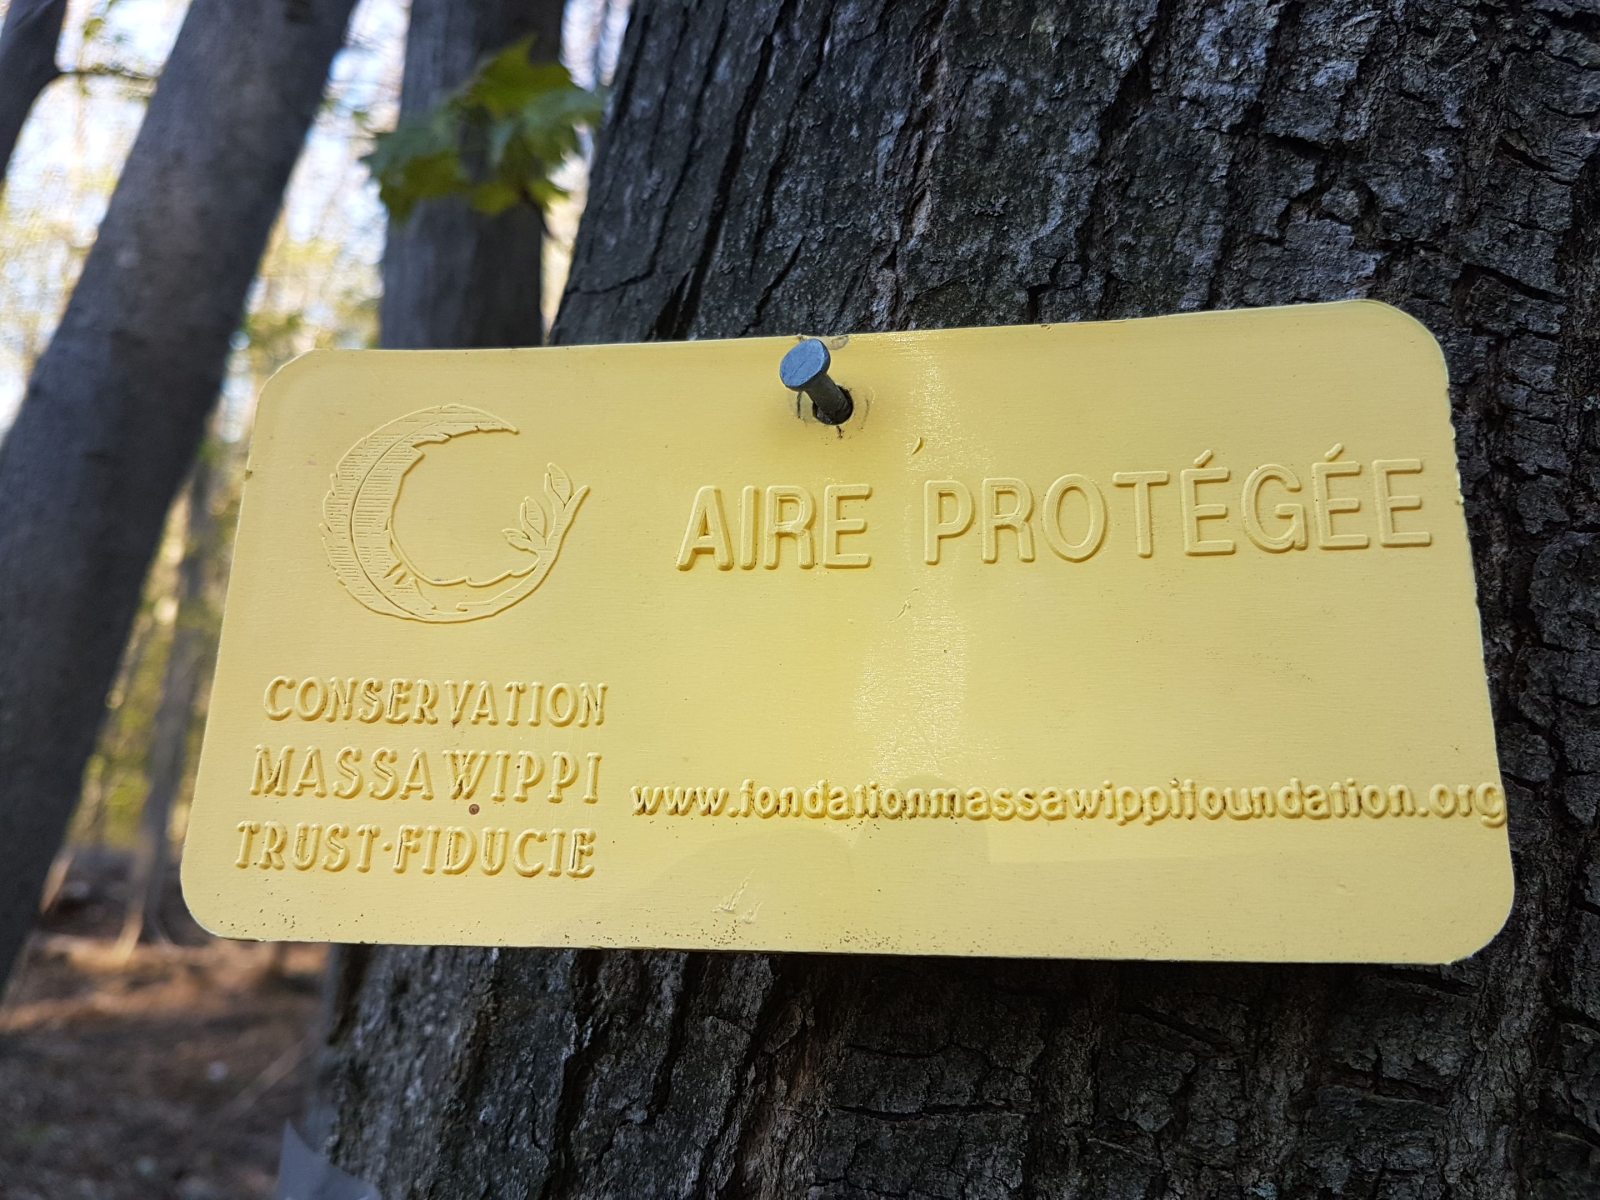 AIRE PROTÉGÉE
CONSERVATION
MASSAWIPPI
TRUST·FIDUCIE
www.fondationmassawippifoundation.org